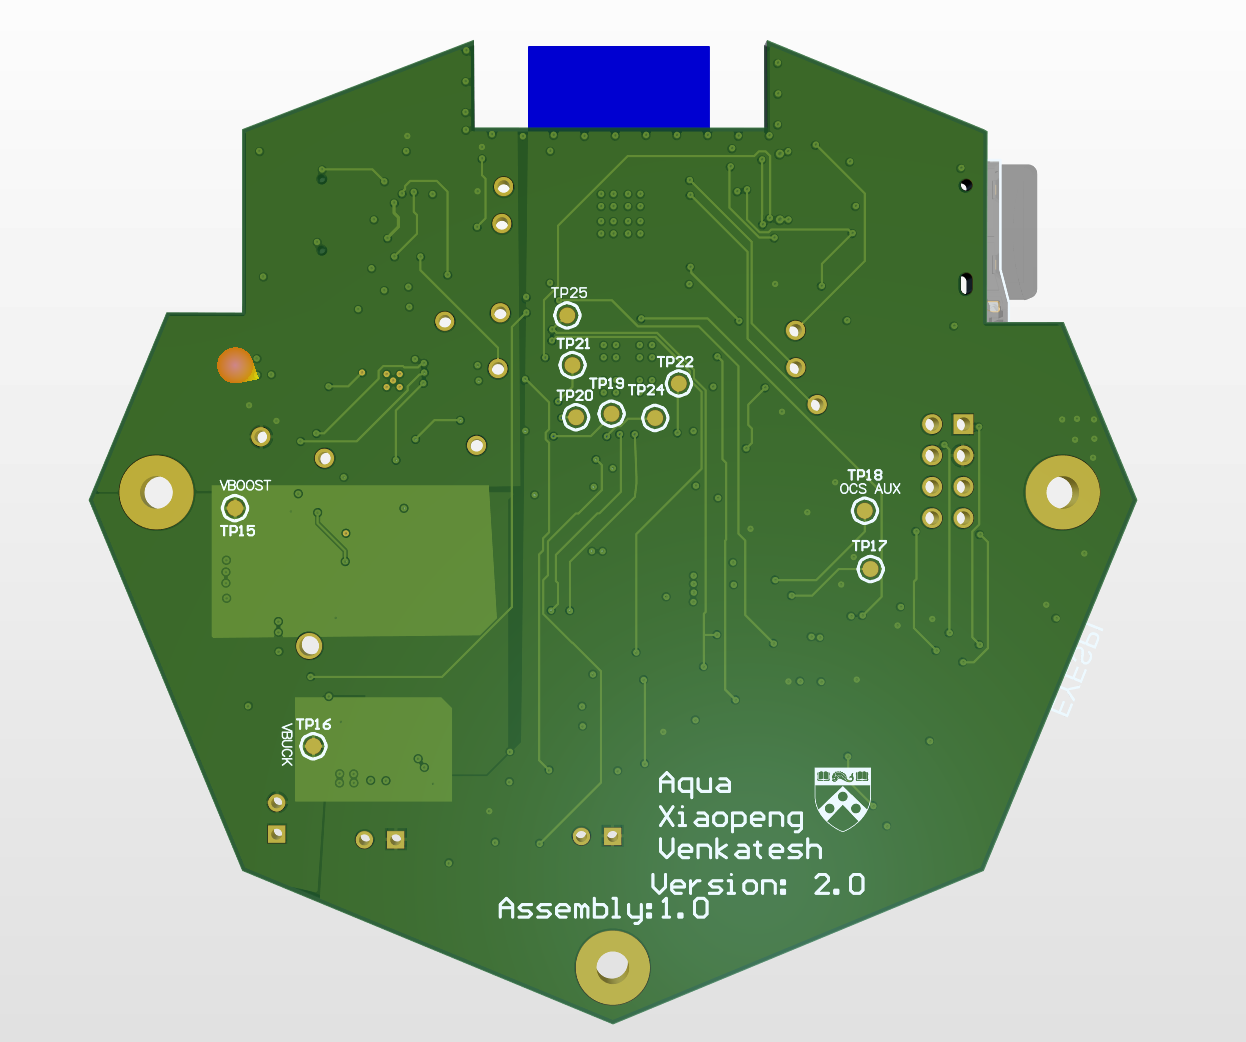 TP25
TP21
TP22
TP19
TP24
TP20
TP18
OCS AUX
VBOOST
TP15
TP17
EYESPI
TP16
VBUCK
Aqua
Xiaopeng
Venkatesh
Version: 2.0
Assembly:1.0